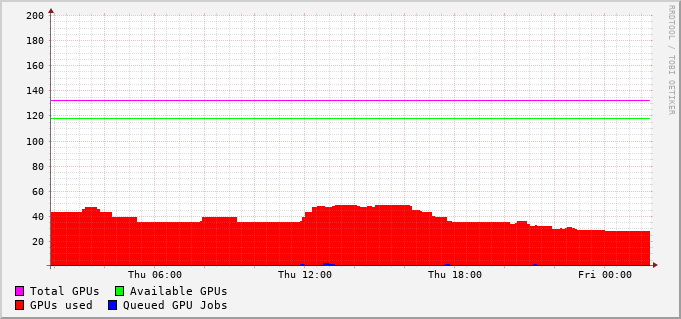 200
180
160
140
120
100
80
60
40
20
Thu 06:00 Thu 12:00 Thu 18:00 Fri 00:00
Total GPUs Available GPUs
GPUs used Queued GPU Jobs
RRDTOOL / TOBI OETIKER